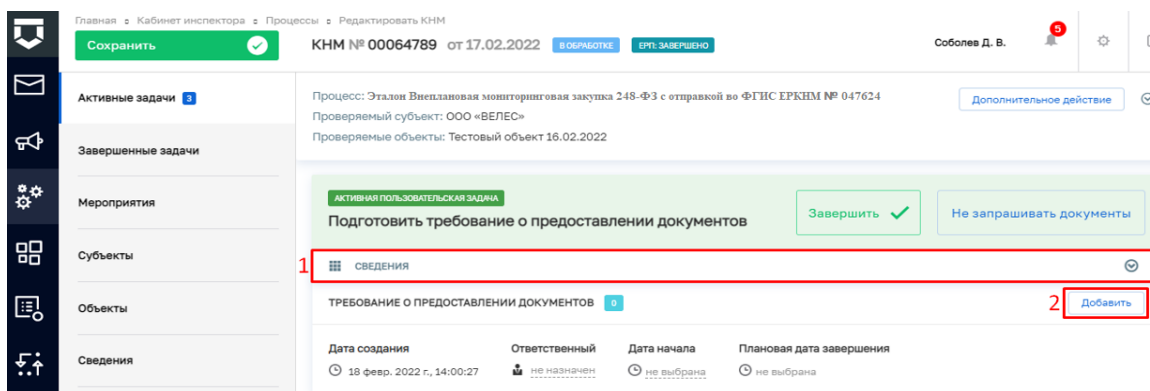 Главная Кабинет инспектора Процессы Редактировать КНМ
Сохранить КНМ № 00064789 от 17.02.2022 В ОБРАБОТКЕ ЕРП: ЗАВЕРШЕНО Соболев Д. В. 5
Активные задачи 3
Завершенные задачи
Мероприятия
Субъекты
Объекты
Сведения
Процесс: Эталон Внеплановая мониторинговая закупка 248-ФЗ с отправкой во ФГИС ЕРКНМ № 047624
Дополнительное действие
Проверяемый субъект: ООО «ВЕЛЕС»
Проверяемые объекты: Тестовый объект 16.02.2022
АКТИВНАЯ ПОЛЬЗОВАТЕЛЬСКАЯ ЗАДАЧА
Подготовить требование о предоставлении документов
Завершить Не запрашивать документы
1 СВЕДЕНИЯ
ТРЕБОВАНИЕ О ПРЕДОСТАВЛЕНИИ ДОКУМЕНТОВ 0 2 Добавить
Дата создания Ответственный Дата начала Плановая дата завершения
18 февр. 2022 г., 14:00:27 не назначен не выбрана не выбрана